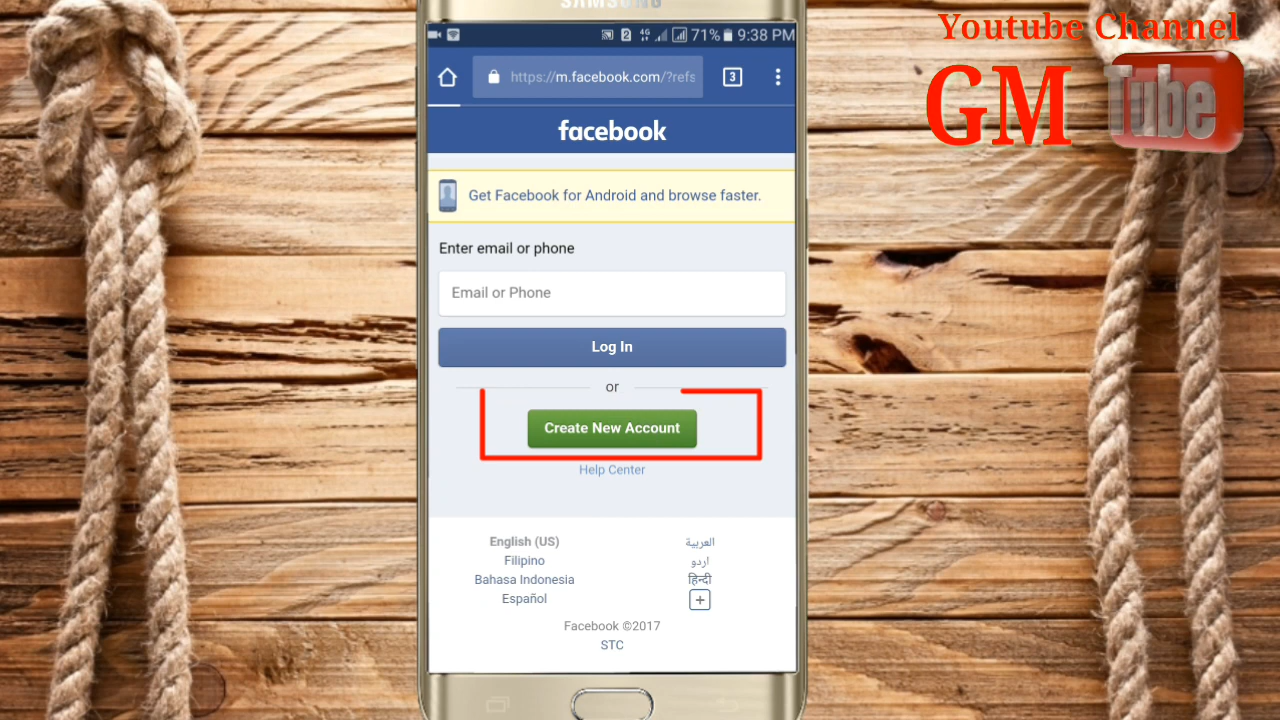 SAMSUNG
Youtube Channel
GM Tube
4G 71% 9:38 PM
https://m.facebook.com/?refs
3
facebook
Get Facebook for Android and browse faster.
Enter email or phone
Email or Phone
Log In
or
Create New Account
Help Center
English (US) العربية
Filipino اردو
Bahasa Indonesia हिन्दी
Español +
Facebook ©2017
STC